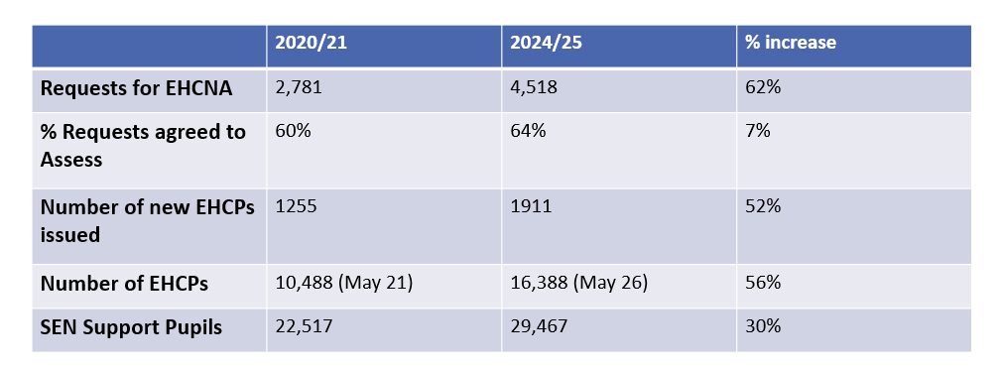 2020/21 2024/25 % increase
Requests for EHCNA 2,781 4,518 62%
% Requests agreed to 60% 64% 7%
Assess
Number of new EHCPs 1255 1911 52%
issued
Number of EHCPs 10,488 (May 21) 16,388 (May 26) 56%
SEN Support Pupils 22,517 29,467 30%